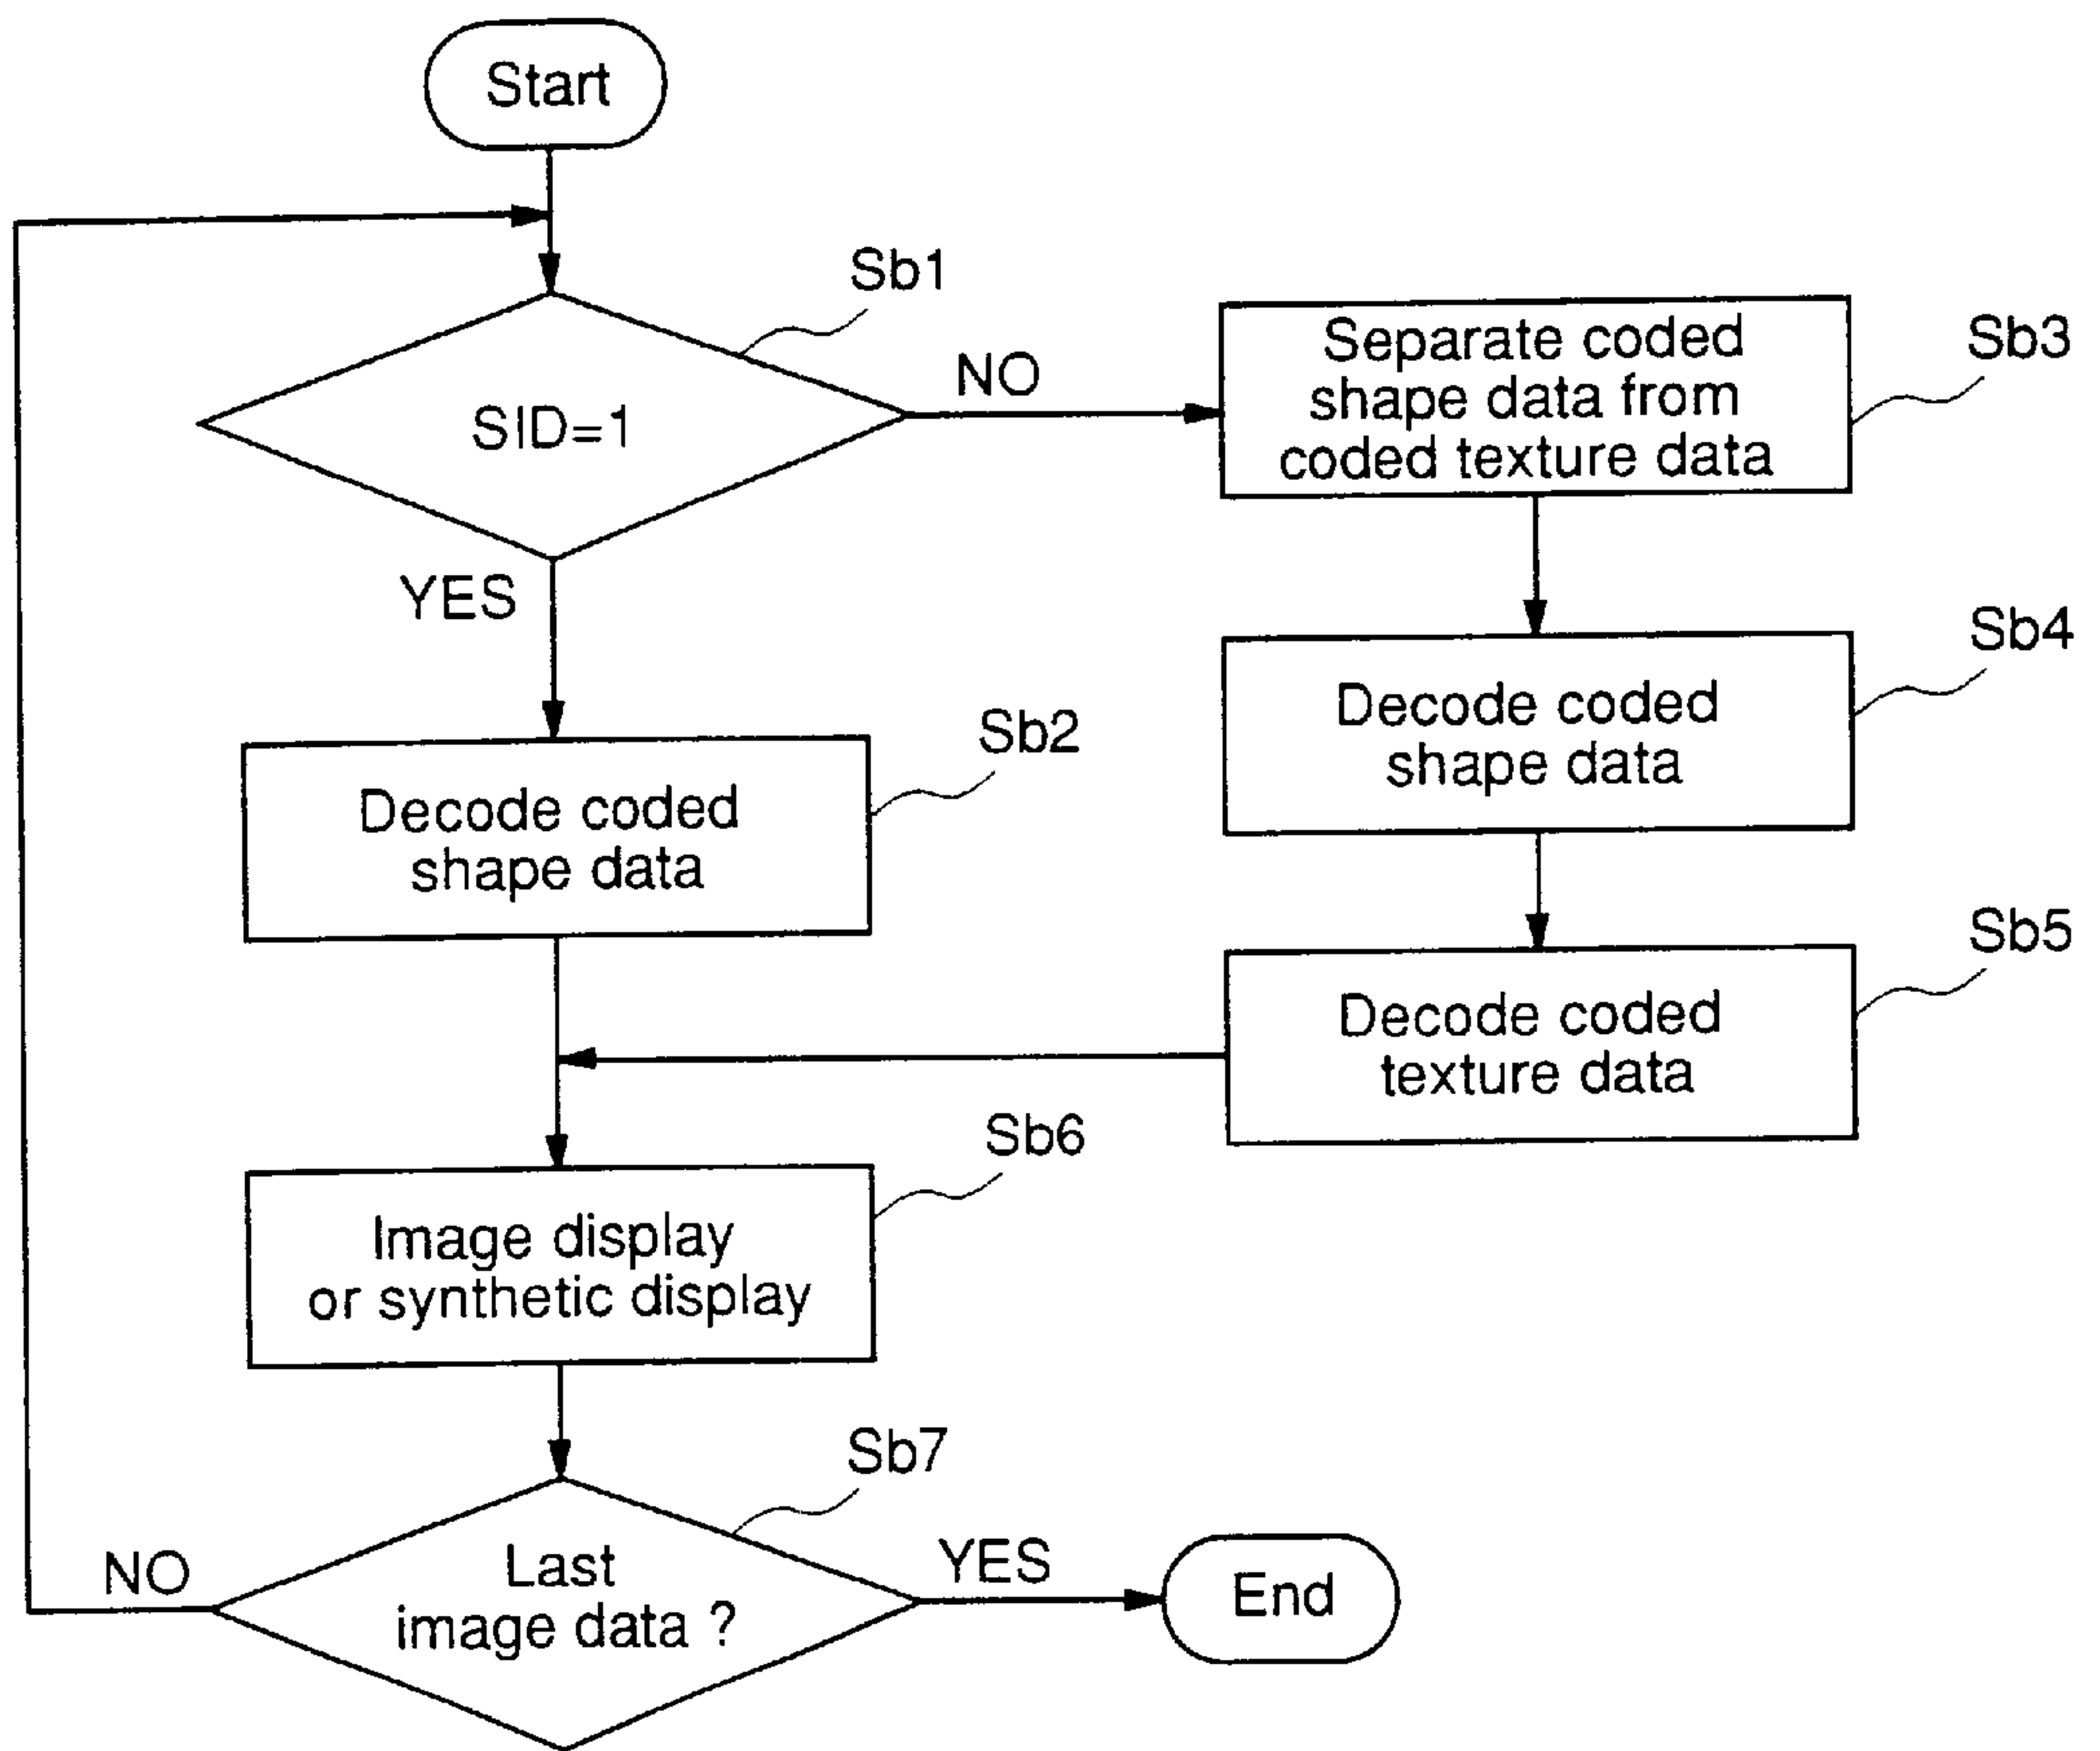 Start
Sb1
SID=1
NO
YES
Separate coded
shape data from
coded texture data
Sb3
Decode coded
shape data
Sb4
Decode coded
shape data
Sb2
Decode coded
texture data
Sb5
Image display
or synthetic display
Sb6
Last
image data ?
Sb7
NO
YES
End